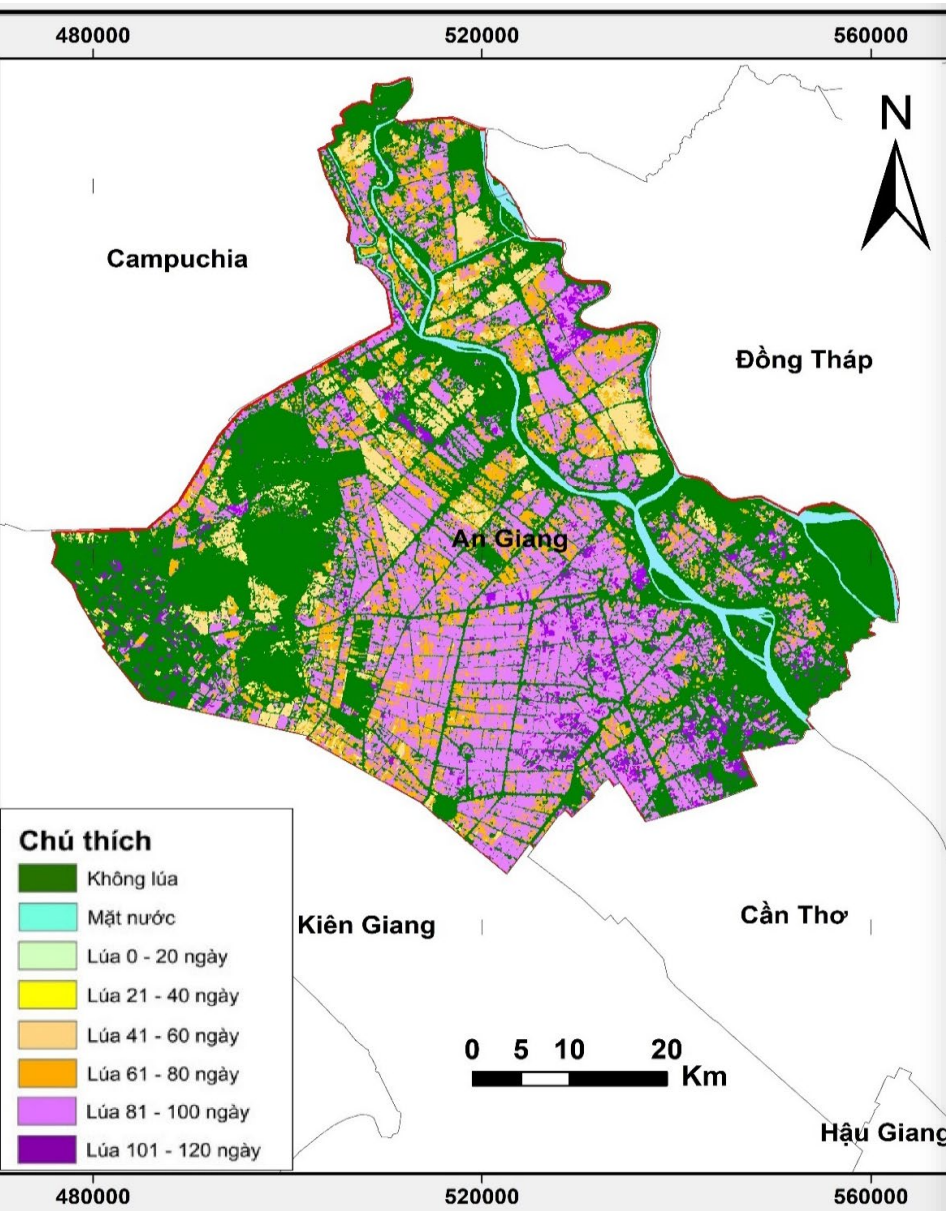 480000 520000 560000
N
Campuchia
Đồng Tháp
An Giang
Chú thích
Không lúa
Mặt nước
Lúa 0 - 20 ngày
Lúa 21 - 40 ngày
Lúa 41 - 60 ngày
Lúa 61 - 80 ngày
Lúa 81 - 100 ngày
Lúa 101 - 120 ngày
Kiên Giang
Cần Thơ
0 5 10 20
Km
Hậu Giang
480000 520000 560000